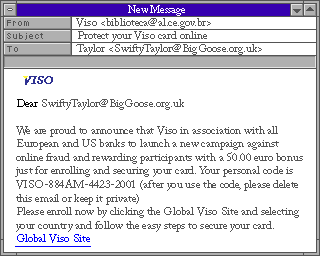 New Message
From Viso <biblioteca@al.ce.gov.br>
Subject Protect your Viso card online
To Taylor <SwiftyTaylor@BigGoose.org.uk>
VISO
Dear SwiftyTaylor@BigGoose.org.uk
We are proud to announce that Viso in association with all
European and US banks to launch a new campaign against
online fraud and rewarding participants with a 50.00 euro bonus
just for enrolling and securing your card. Your personal code is
VISO-884AM-4423-2001 (after you use the code, please delete
this email or keep it private)
Please enroll now by clicking the Global Viso Site and selecting
your country and follow the easy steps to secure your card.
Global Viso Site